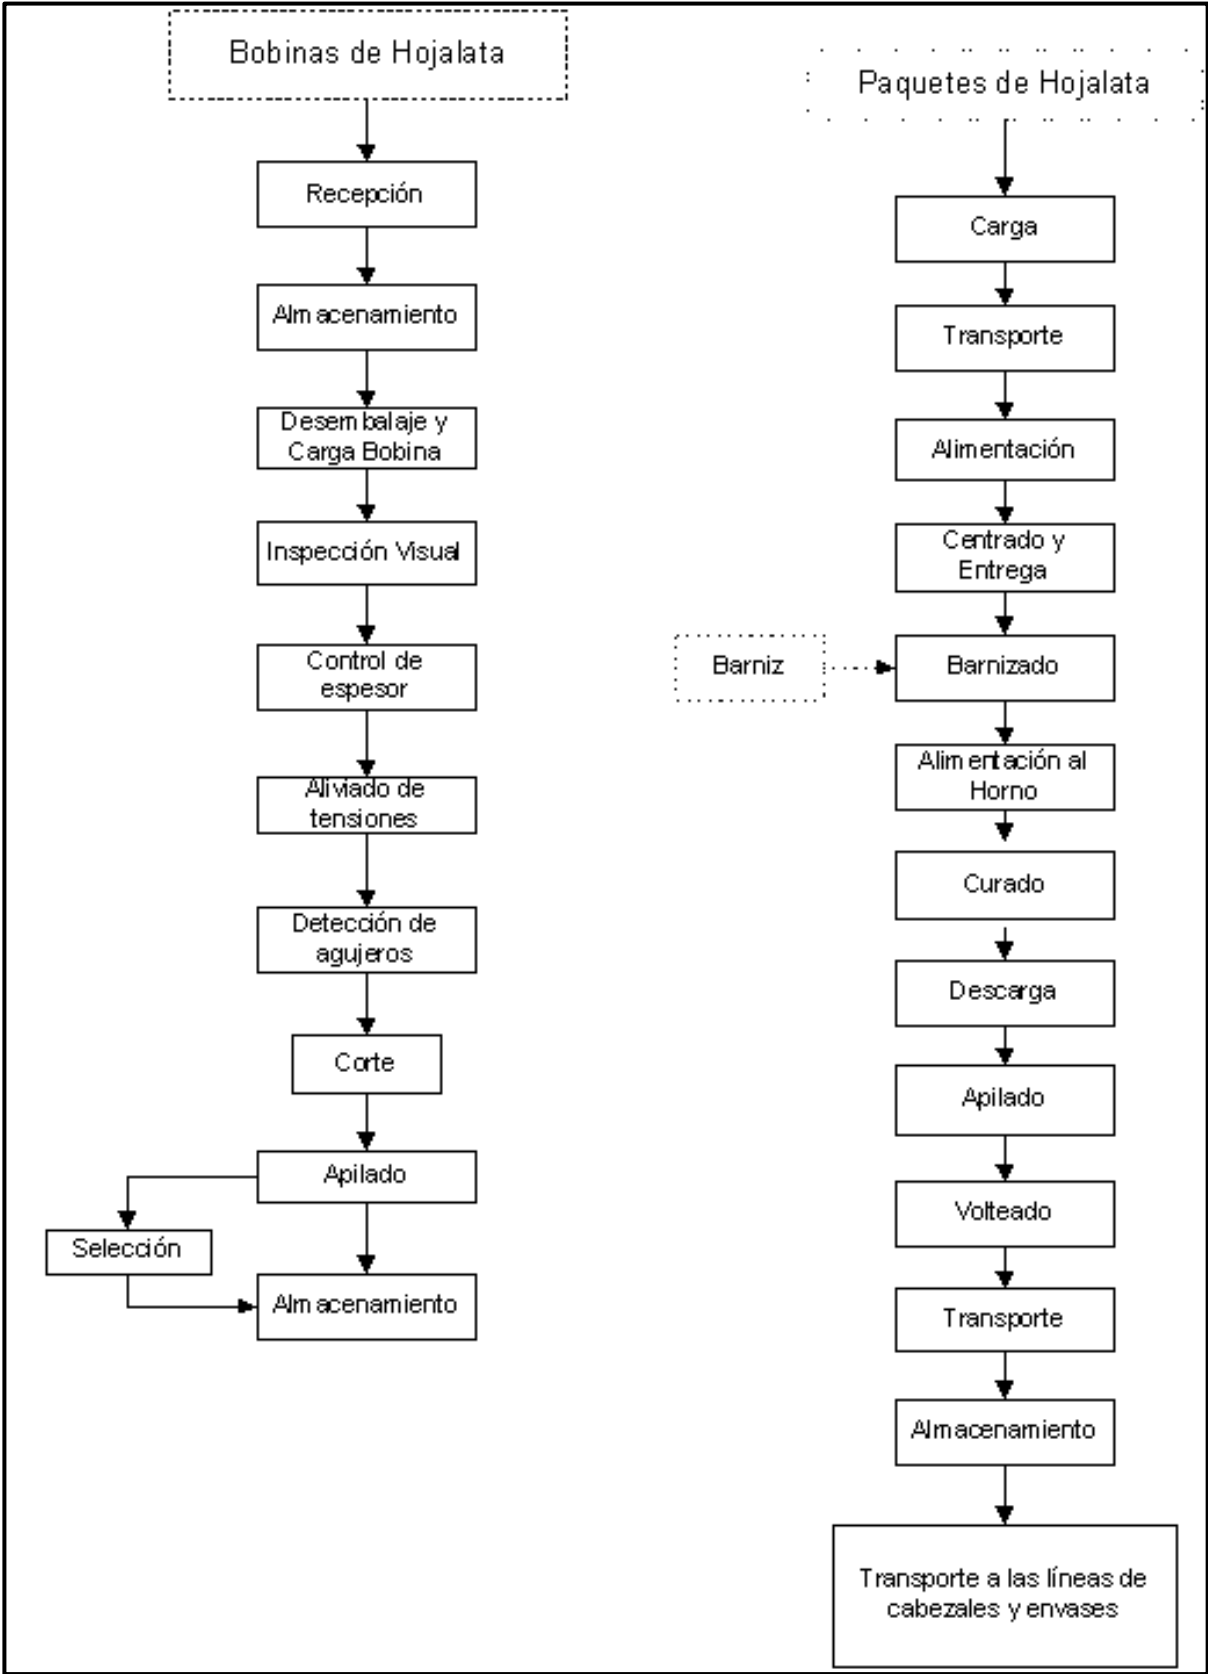 Bobinas de Hojalata
Recepción
Almacenamiento
Desembalaje y
Carga Bobina
Inspección Visual
Control de
espesor
Aliviado de
tensiones
Detección de
agujeros
Corte
Apilado
Selección
Almacenamiento
Paquetes de Hojalata
Carga
Transporte
Alimentación
Centrado y
Entrega
Barniz
Barnizado
Alimentación al
Horno
Curado
Descarga
Apilado
Volteado
Transporte
Almacenamiento
Transporte a las líneas de
cabezales y envases